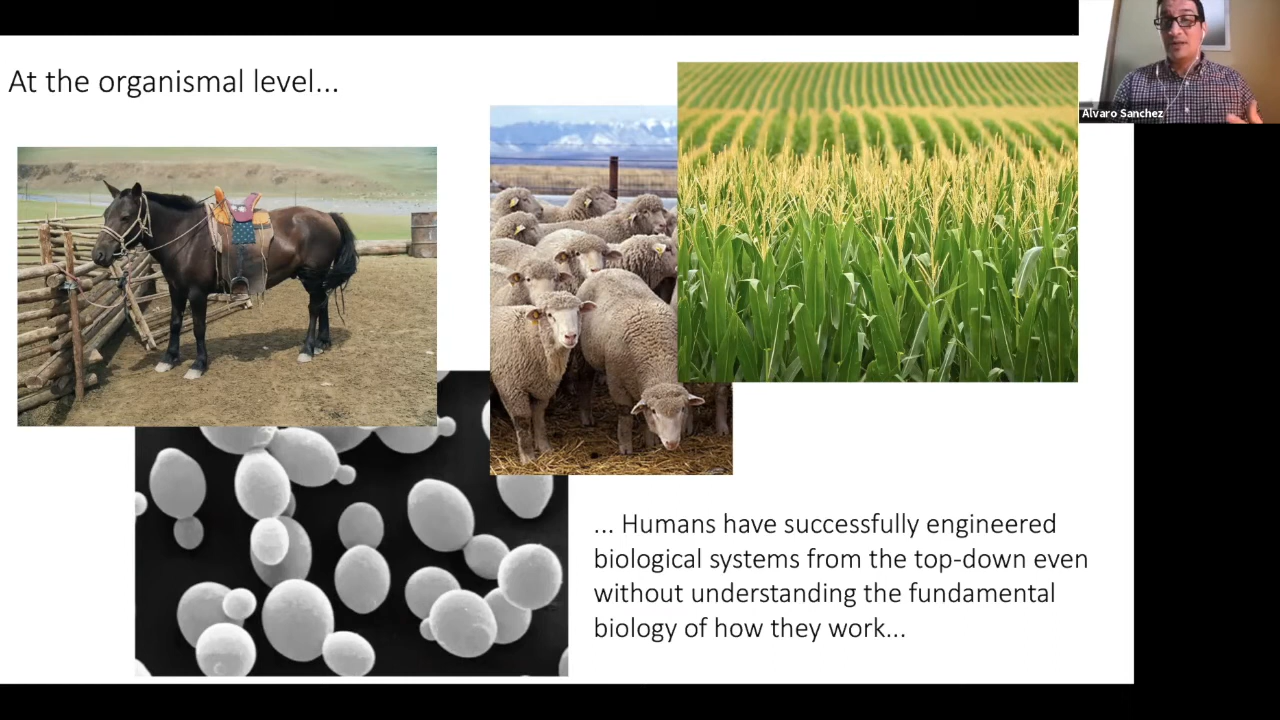 At the organismal level...
Alvaro Sanchez
... Humans have successfully engineered
biological systems from the top-down even
without understanding the fundamental
biology of how they work...